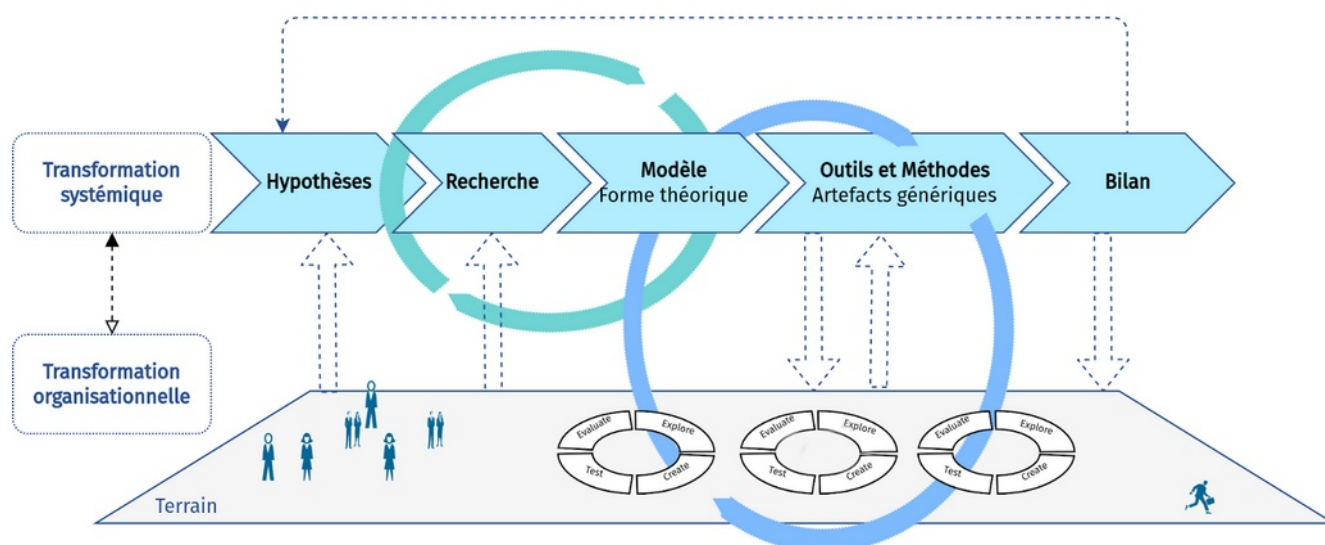 Transformation
systémique
Hypothèses
Recherche
Modèle
Forme théorique
Outils et Méthodes
Artefacts génériques
Bilan
Transformation
organisationnelle
Evaluate
Explore
Test
Create
Evaluate
Explore
Test
Create
Evaluate
Explore
Test
Create
Terrain